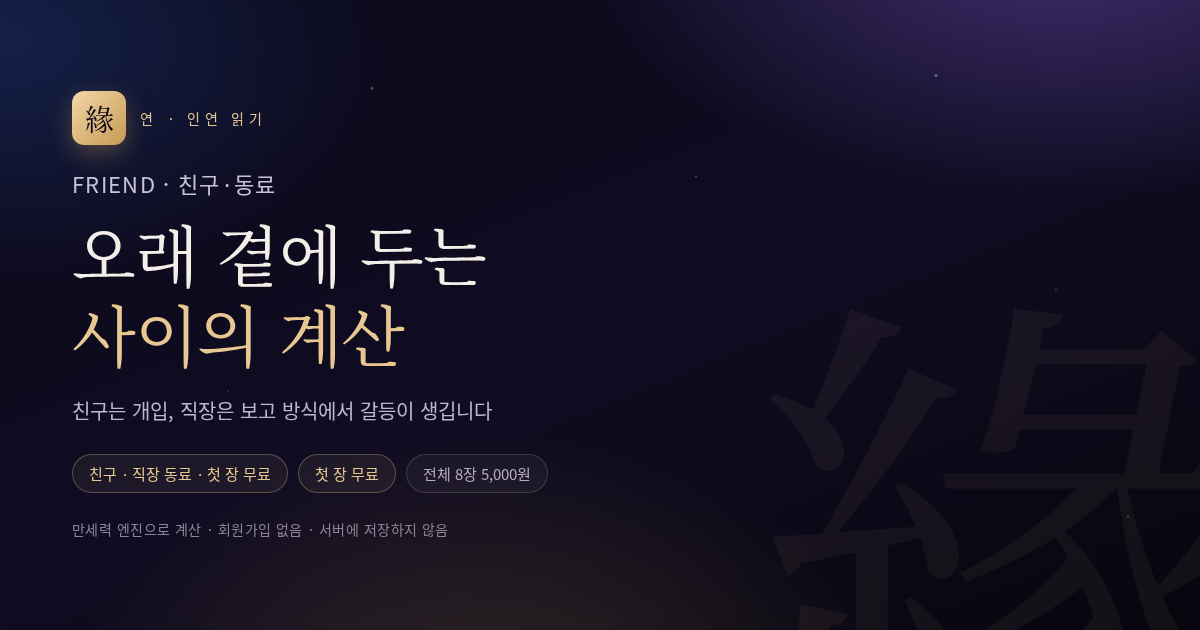 緣 연 · 인연 읽기
FRIEND · 친구·동료
오래 곁에 두는
사이의 계산
친구는 개입, 직장은 보고 방식에서 갈등이 생깁니다
친구 · 직장 동료 · 첫 장 무료 첫 장 무료 전체 8장 5,000원
만세력 엔진으로 계산 · 회원가입 없음 · 서버에 저장하지 않음
緣